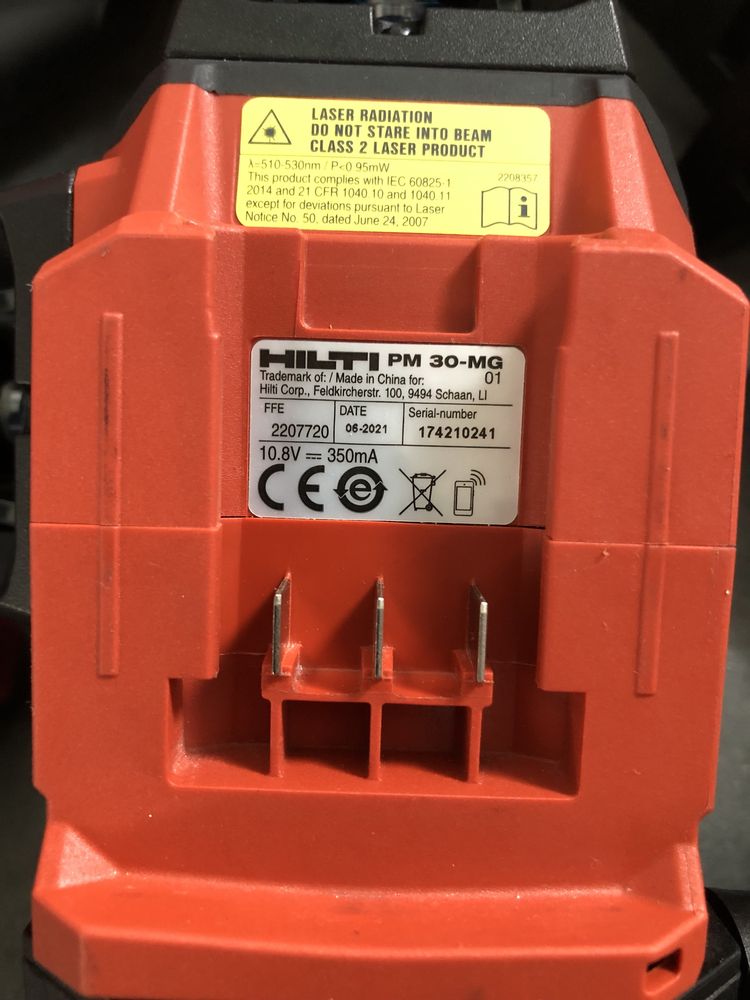 LASER RADIATION
DO NOT STARE INTO BEAM
CLASS 2 LASER PRODUCT
λ=510-530nm / P<0.95mW
This product complies with IEC 60825-1
2208357
2014 and 21 CFR 1040.10 and 1040.11
except for deviations pursuant to Laser
Notice No. 50, dated June 24, 2007
i
HILTI PM 30-MG
Trademark of: / Made in China for: 01
Hilti Corp., Feldkircherstr. 100, 9494 Schaan, LI
FFE DATE Serial-number
2207720 06-2021 174210241
10.8V ⎓ 350mA
CE e